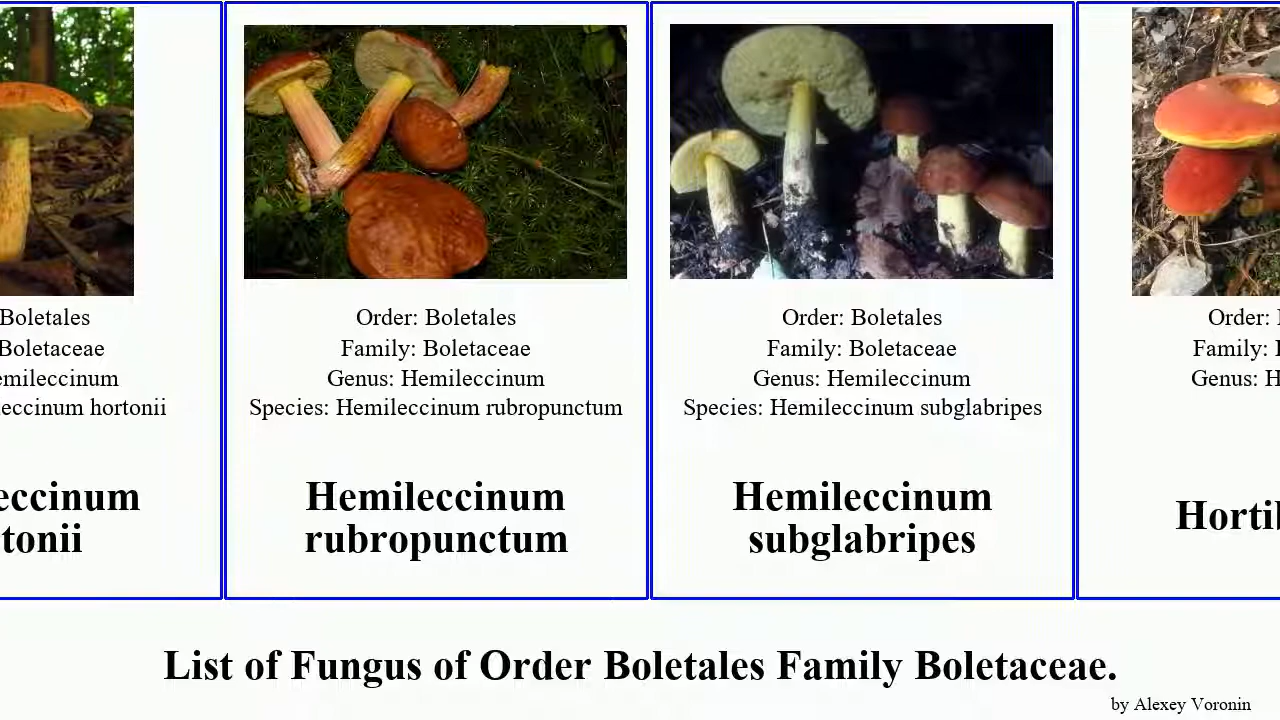 Boletales
Boletaceae
emileccinum
eccinum hortonii
eccinum
tonii
Order: Boletales
Family: Boletaceae
Genus: Hemileccinum
Species: Hemileccinum rubropunctum
Hemileccinum
rubropunctum
Order: Boletales
Family: Boletaceae
Genus: Hemileccinum
Species: Hemileccinum subglabripes
Hemileccinum
subglabripes
Order:
Family:
Genus: H
Horti
List of Fungus of Order Boletales Family Boletaceae.
by Alexey Voronin